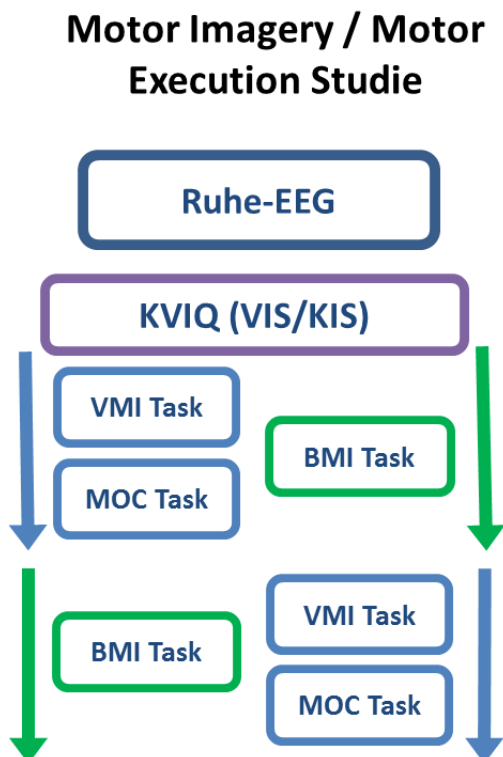 Motor Imagery / Motor
Execution Studie
Ruhe-EEG
KVIQ (VIS/KIS)
VMI Task
MOC Task
BMI Task
BMI Task
VMI Task
MOC Task